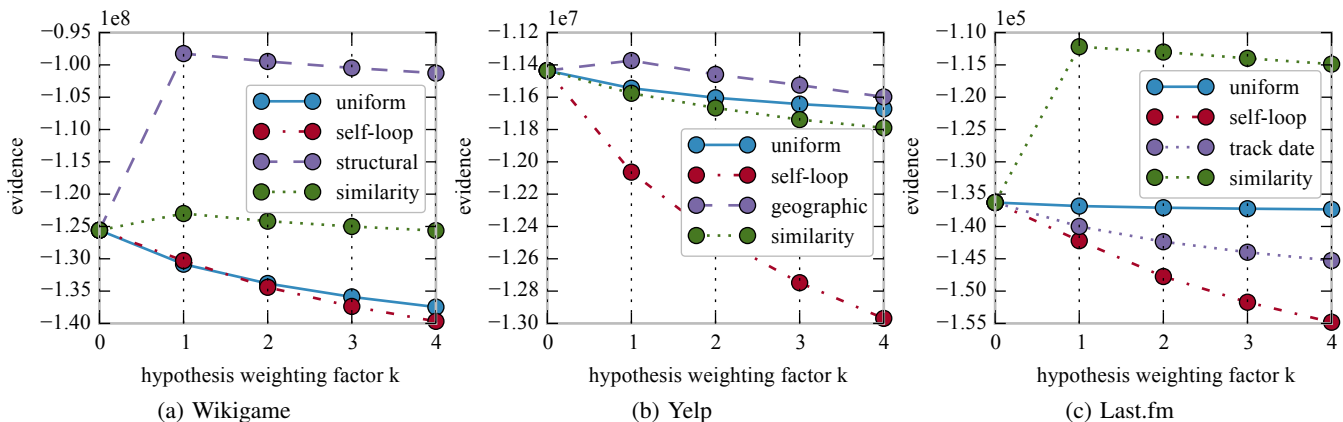 1e8
−0.95
−1.00
−1.05
−1.10
−1.15
−1.20
−1.25
−1.30
−1.35
−1.40
evidence
uniform
self-loop
structural
similarity
0 1 2 3 4
hypothesis weighting factor k
(a) Wikigame
1e7
−1.12
−1.14
−1.16
−1.18
−1.20
−1.22
−1.24
−1.26
−1.28
−1.30
evidence
uniform
self-loop
geographic
similarity
0 1 2 3 4
hypothesis weighting factor k
(b) Yelp
1e5
−1.10
−1.15
−1.20
−1.25
−1.30
−1.35
−1.40
−1.45
−1.50
−1.55
evidence
uniform
self-loop
track date
similarity
0 1 2 3 4
hypothesis weighting factor k
(c) Last.fm